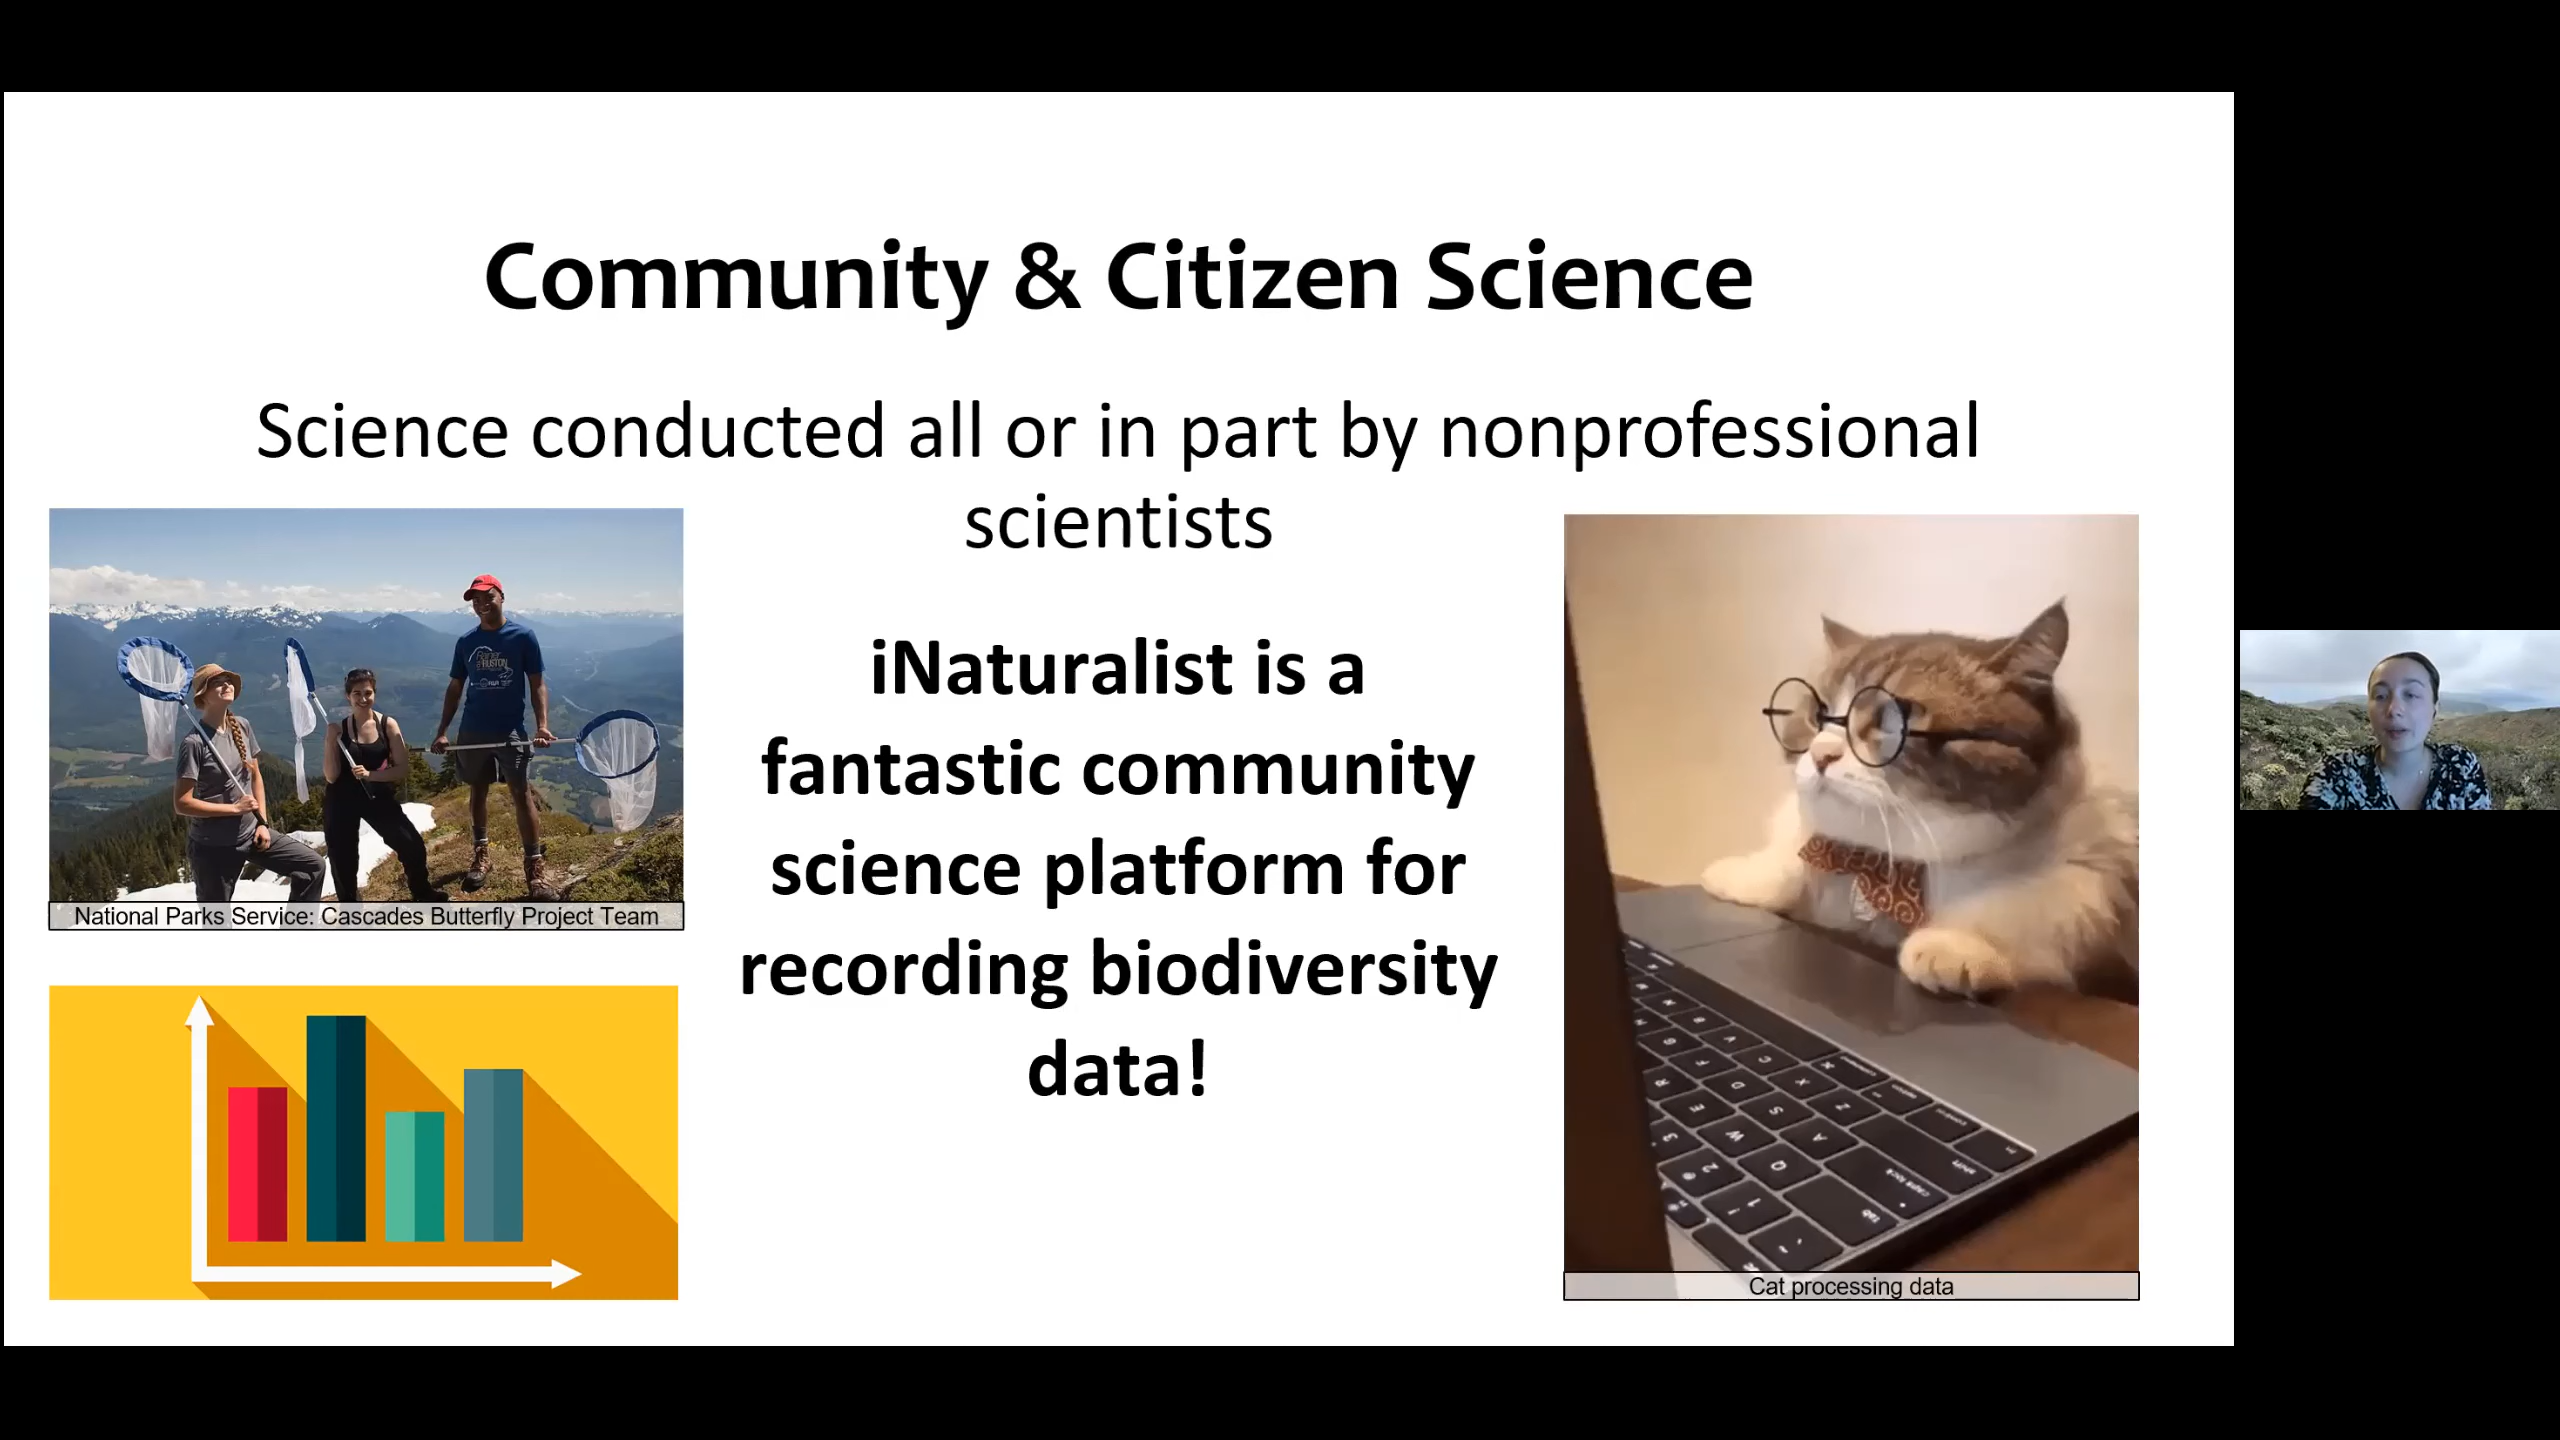 Community & Citizen Science
Science conducted all or in part by nonprofessional
scientists
iNaturalist is a
fantastic community
science platform for
recording biodiversity
data!
National Parks Service: Cascades Butterfly Project Team
Cat processing data